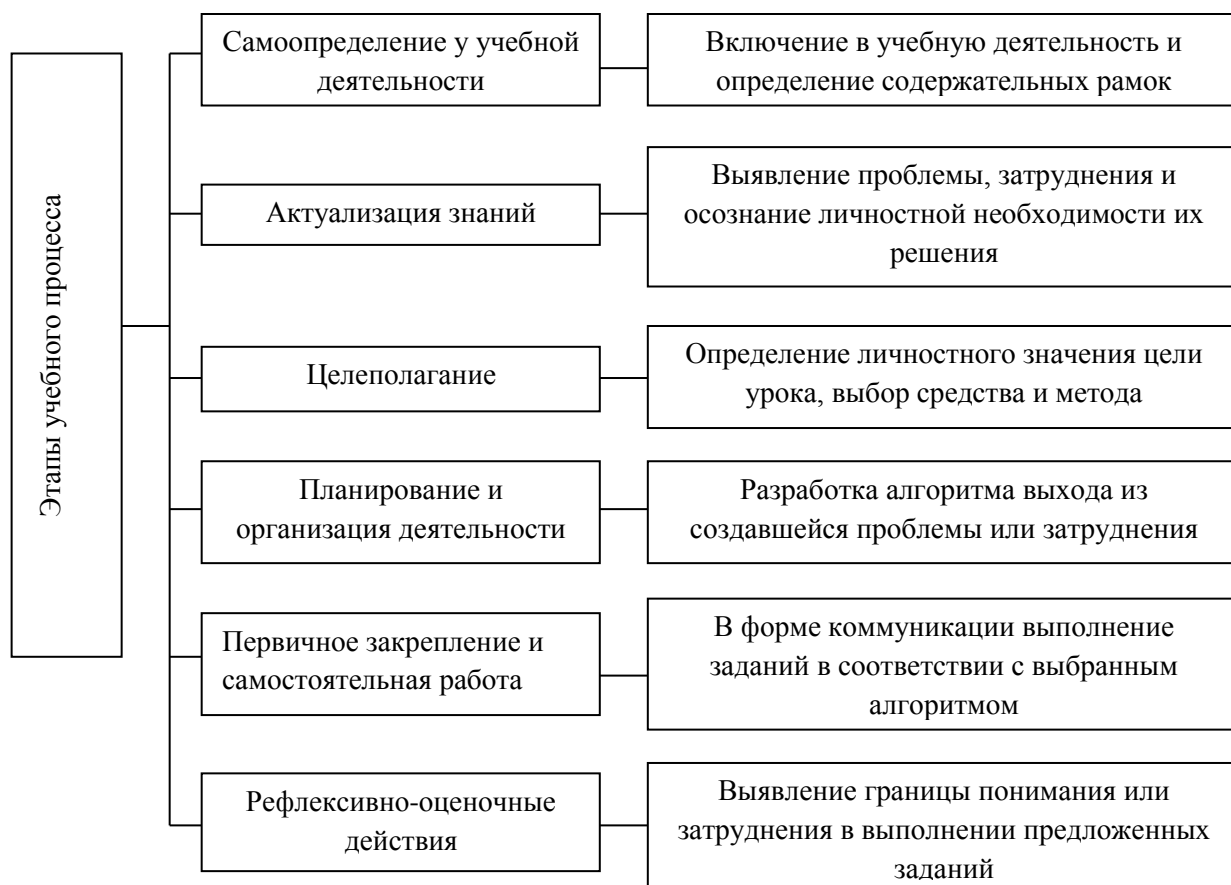 Этапы учебного процесса
Самоопределение у учебной
деятельности
Включение в учебную деятельность и
определение содержательных рамок
Актуализация знаний
Выявление проблемы, затруднения и
осознание личностной необходимости их
решения
Целеполагание
Определение личностного значения цели
урока, выбор средства и метода
Планирование и
организация деятельности
Разработка алгоритма выхода из
создавшейся проблемы или затруднения
Первичное закрепление и
самостоятельная работа
В форме коммуникации выполнение
заданий в соответствии с выбранным
алгоритмом
Рефлексивно-оценочные
действия
Выявление границы понимания или
затруднения в выполнении предложенных
заданий